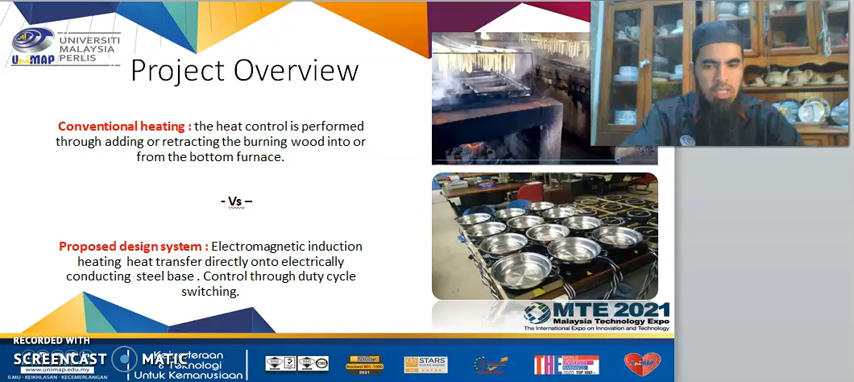 UniMAP
UNIVERSITI
MALAYSIA
PERLIS
Project Overview
Conventional heating : the heat control is performed
through adding or retracting the burning wood into or
from the bottom furnace.
- Vs –
Proposed design system : Electromagnetic induction
heating heat transfer directly onto electrically
conducting steel base . Control through duty cycle
switching.
MTE 2021
Malaysia Technology Expo
The International Expo on Innovation and Technology
RECORDED WITH
SCREENCAST MATIC
www.unimap.edu.my
ILMU · KEIKHLASAN · KECEMERLANGAN
Teknologi
Untuk Kemanusiaan
STARS